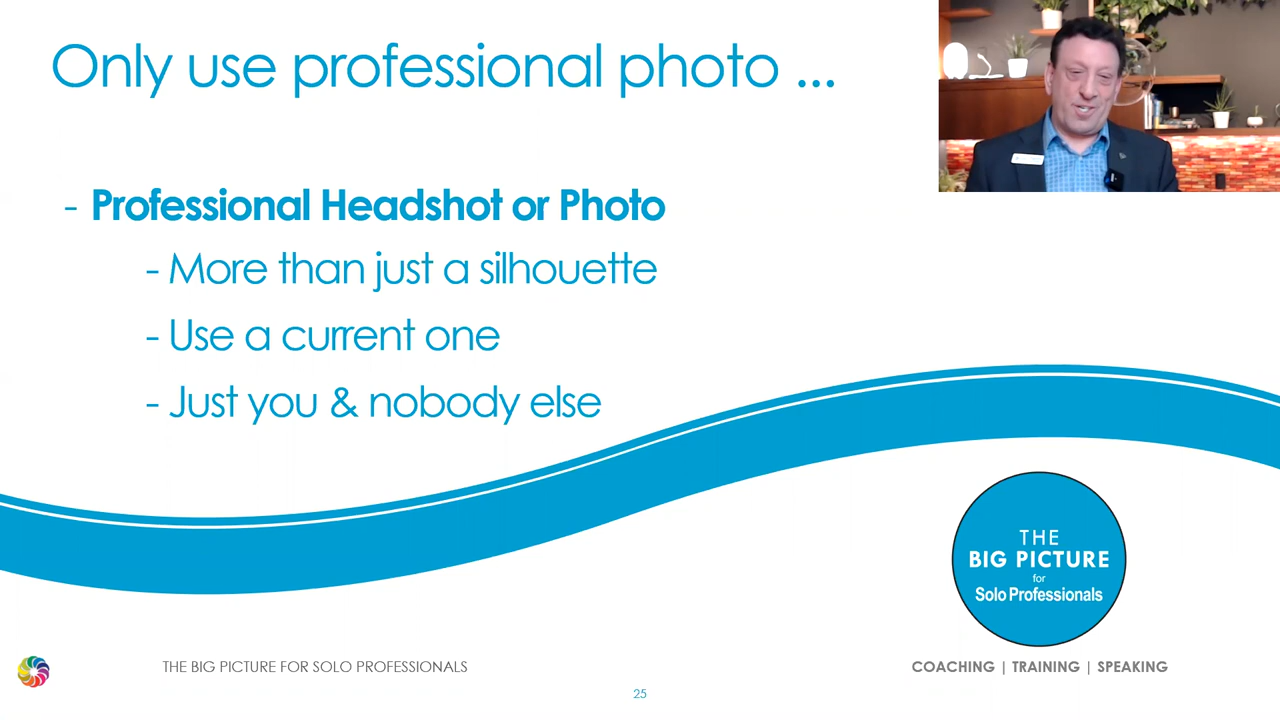 Only use professional photo ...
- Professional Headshot or Photo
- More than just a silhouette
- Use a current one
- Just you & nobody else
THE
BIG PICTURE
for
Solo Professionals
THE BIG PICTURE FOR SOLO PROFESSIONALS
COACHING | TRAINING | SPEAKING
25